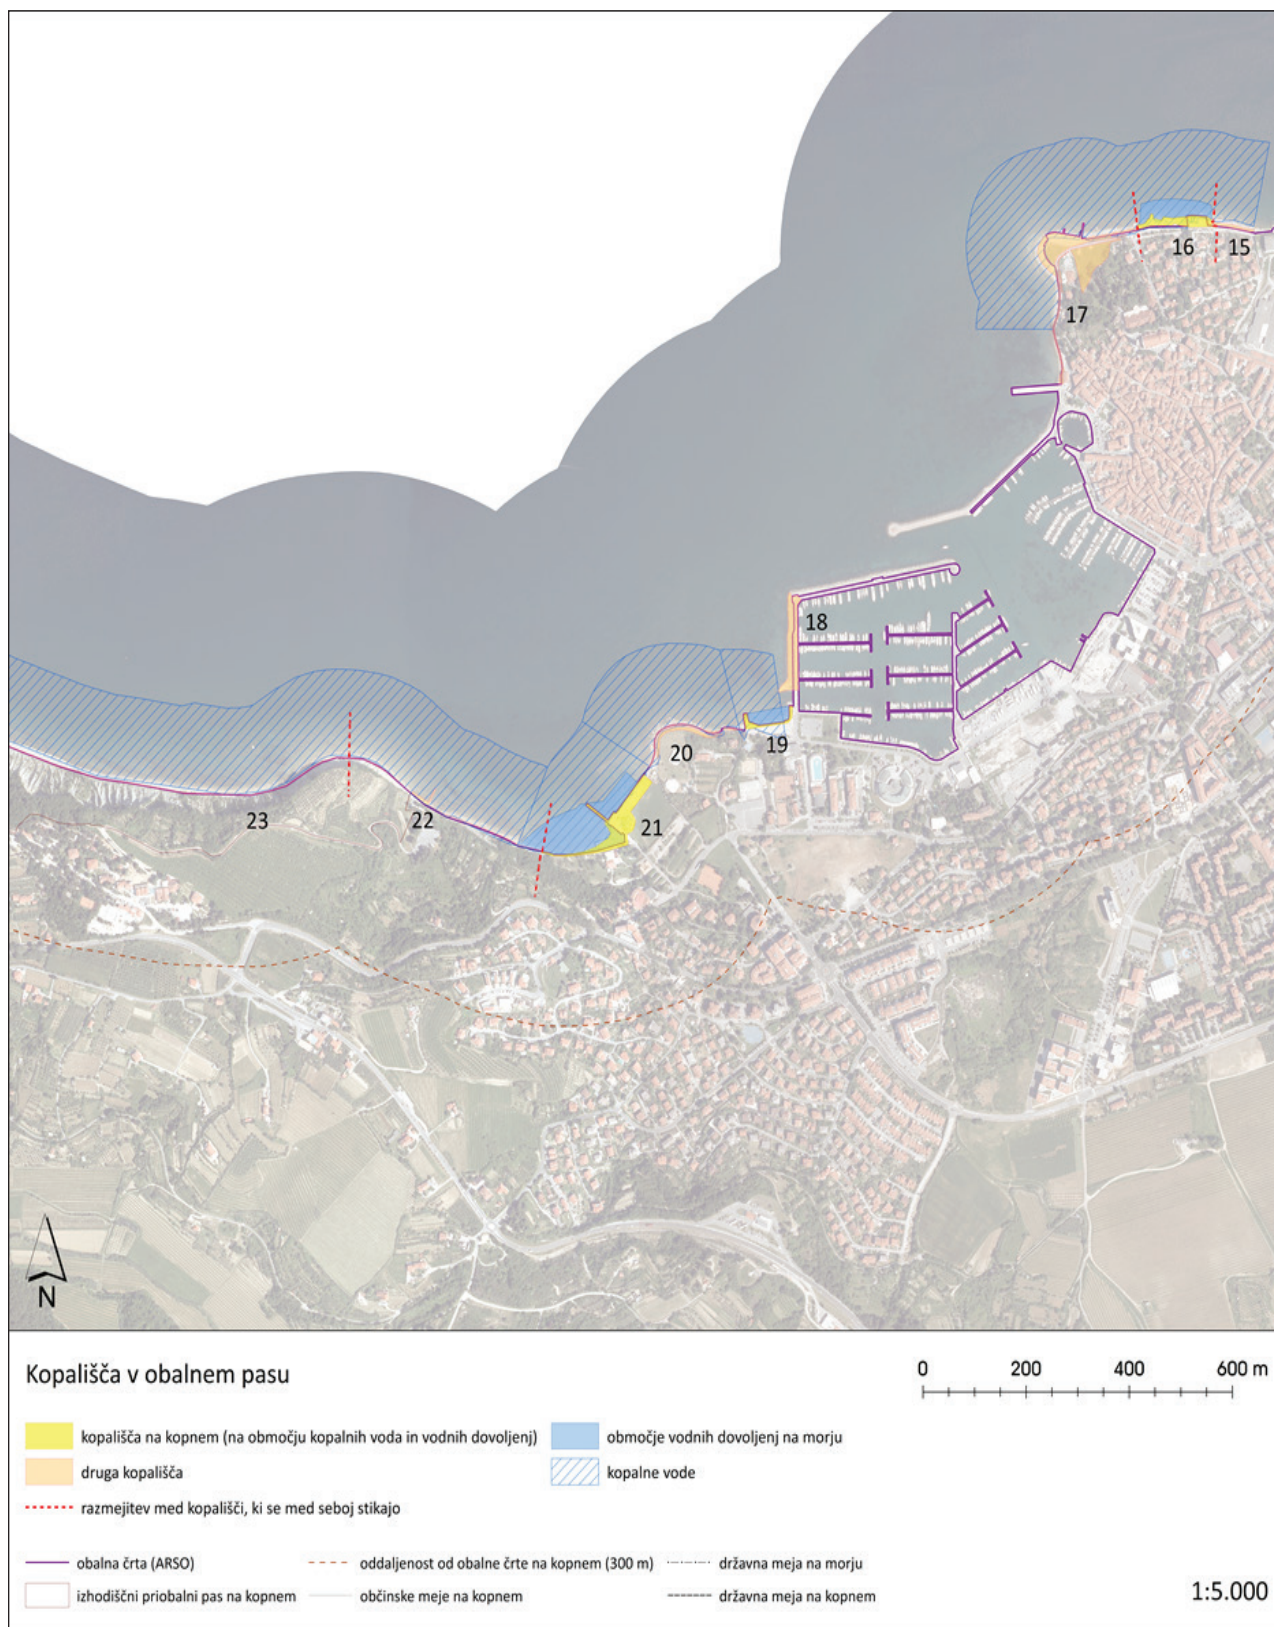 16
15
17
18
19
20
21
22
23
N
Kopališča v obalnem pasu
0 200 400 600 m
kopališča na kopnem (na območju kopalnih voda in vodnih dovoljenj)
območje vodnih dovoljenj na morju
druga kopališča
kopalne vode
razmejitev med kopališči, ki se med seboj stikajo
obalna črta (ARSO)
oddaljenost od obalne črte na kopnem (300 m)
državna meja na morju
izhodiščni priobalni pas na kopnem
občinske meje na kopnem
državna meja na kopnem
1:5.000